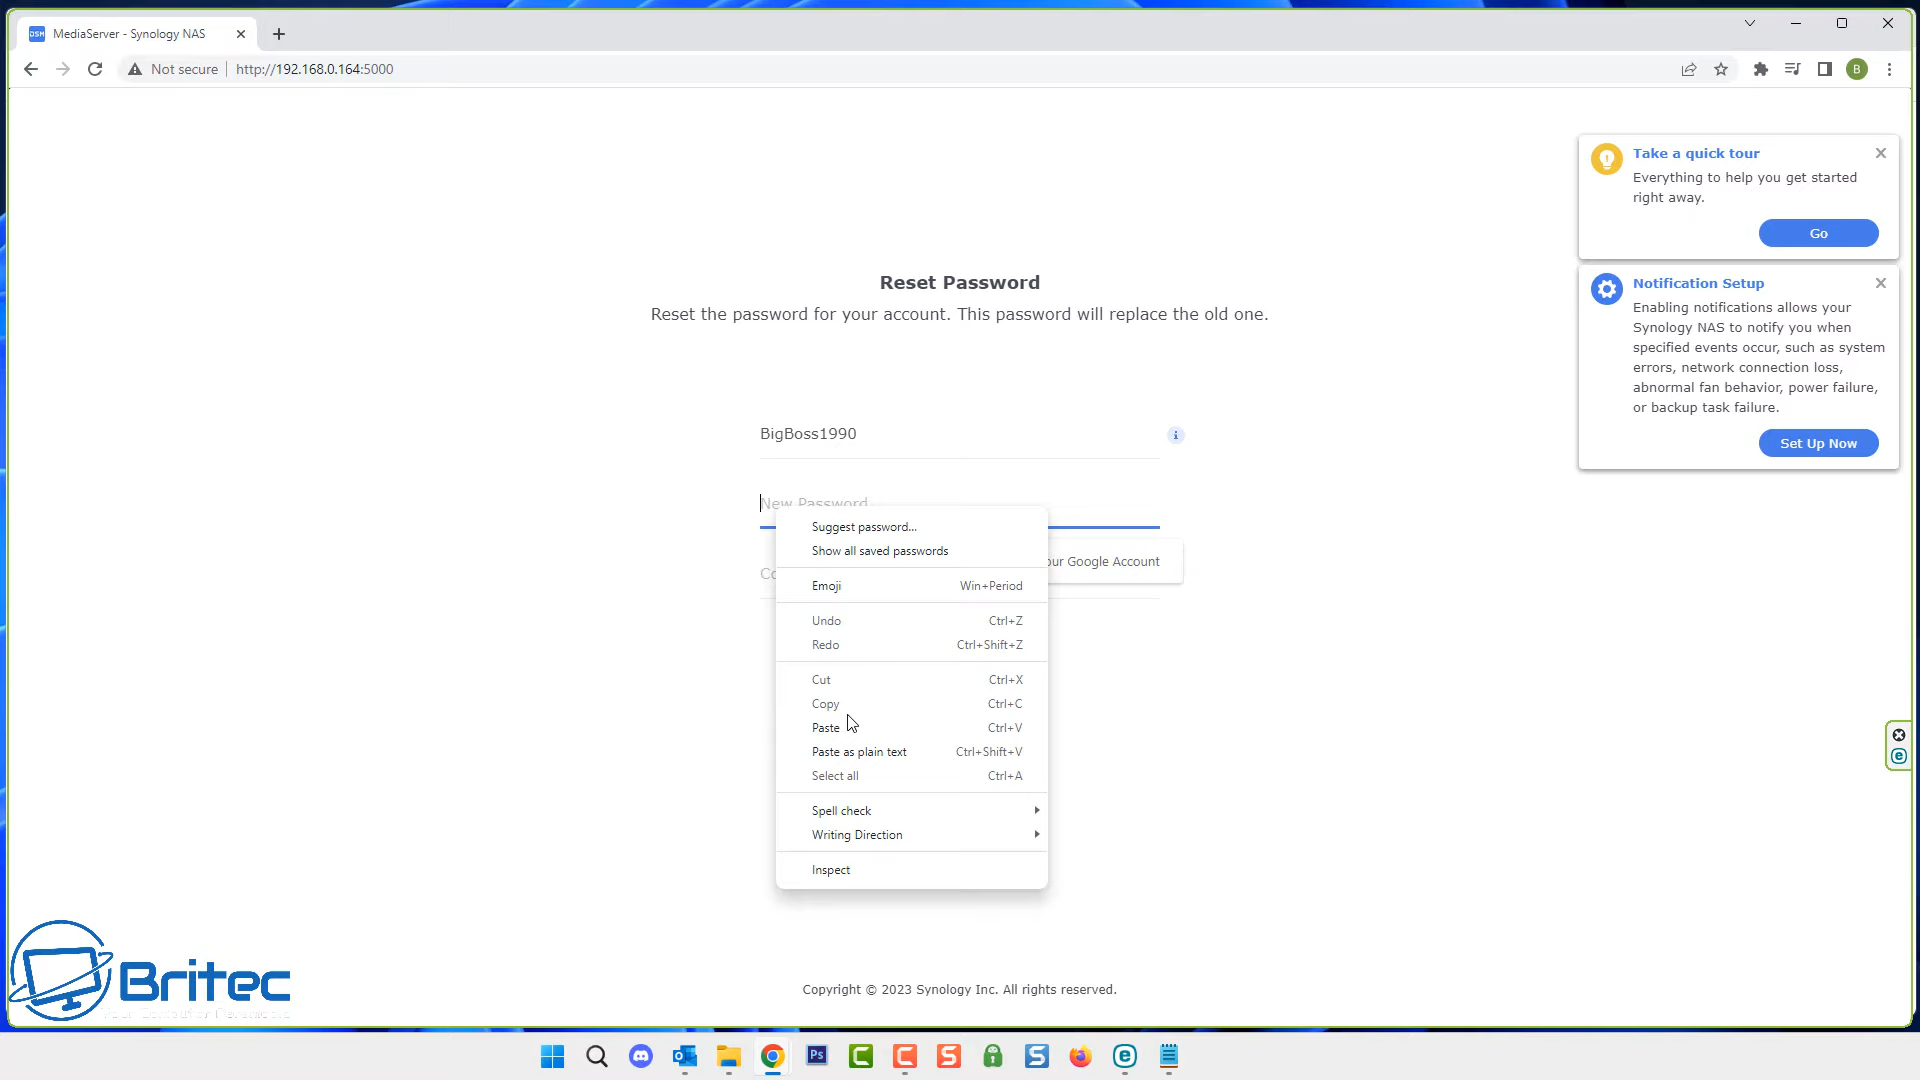 DSM MediaServer - Synology NAS
Not secure http://192.168.0.164:5000
B
Take a quick tour
Everything to help you get started
right away.
Go
Notification Setup
Enabling notifications allows your
Synology NAS to notify you when
specified events occur, such as system
errors, network connection loss,
abnormal fan behavior, power failure,
or backup task failure.
Set Up Now
Reset Password
Reset the password for your account. This password will replace the old one.
BigBoss1990
i
New Password
our Google Account
Suggest password...
Show all saved passwords
Emoji Win+Period
Undo Ctrl+Z
Redo Ctrl+Shift+Z
Cut Ctrl+X
Copy Ctrl+C
Paste Ctrl+V
Paste as plain text Ctrl+Shift+V
Select all Ctrl+A
Spell check
Writing Direction
Inspect
Britec
Copyright © 2023 Synology Inc. All rights reserved.
Ps